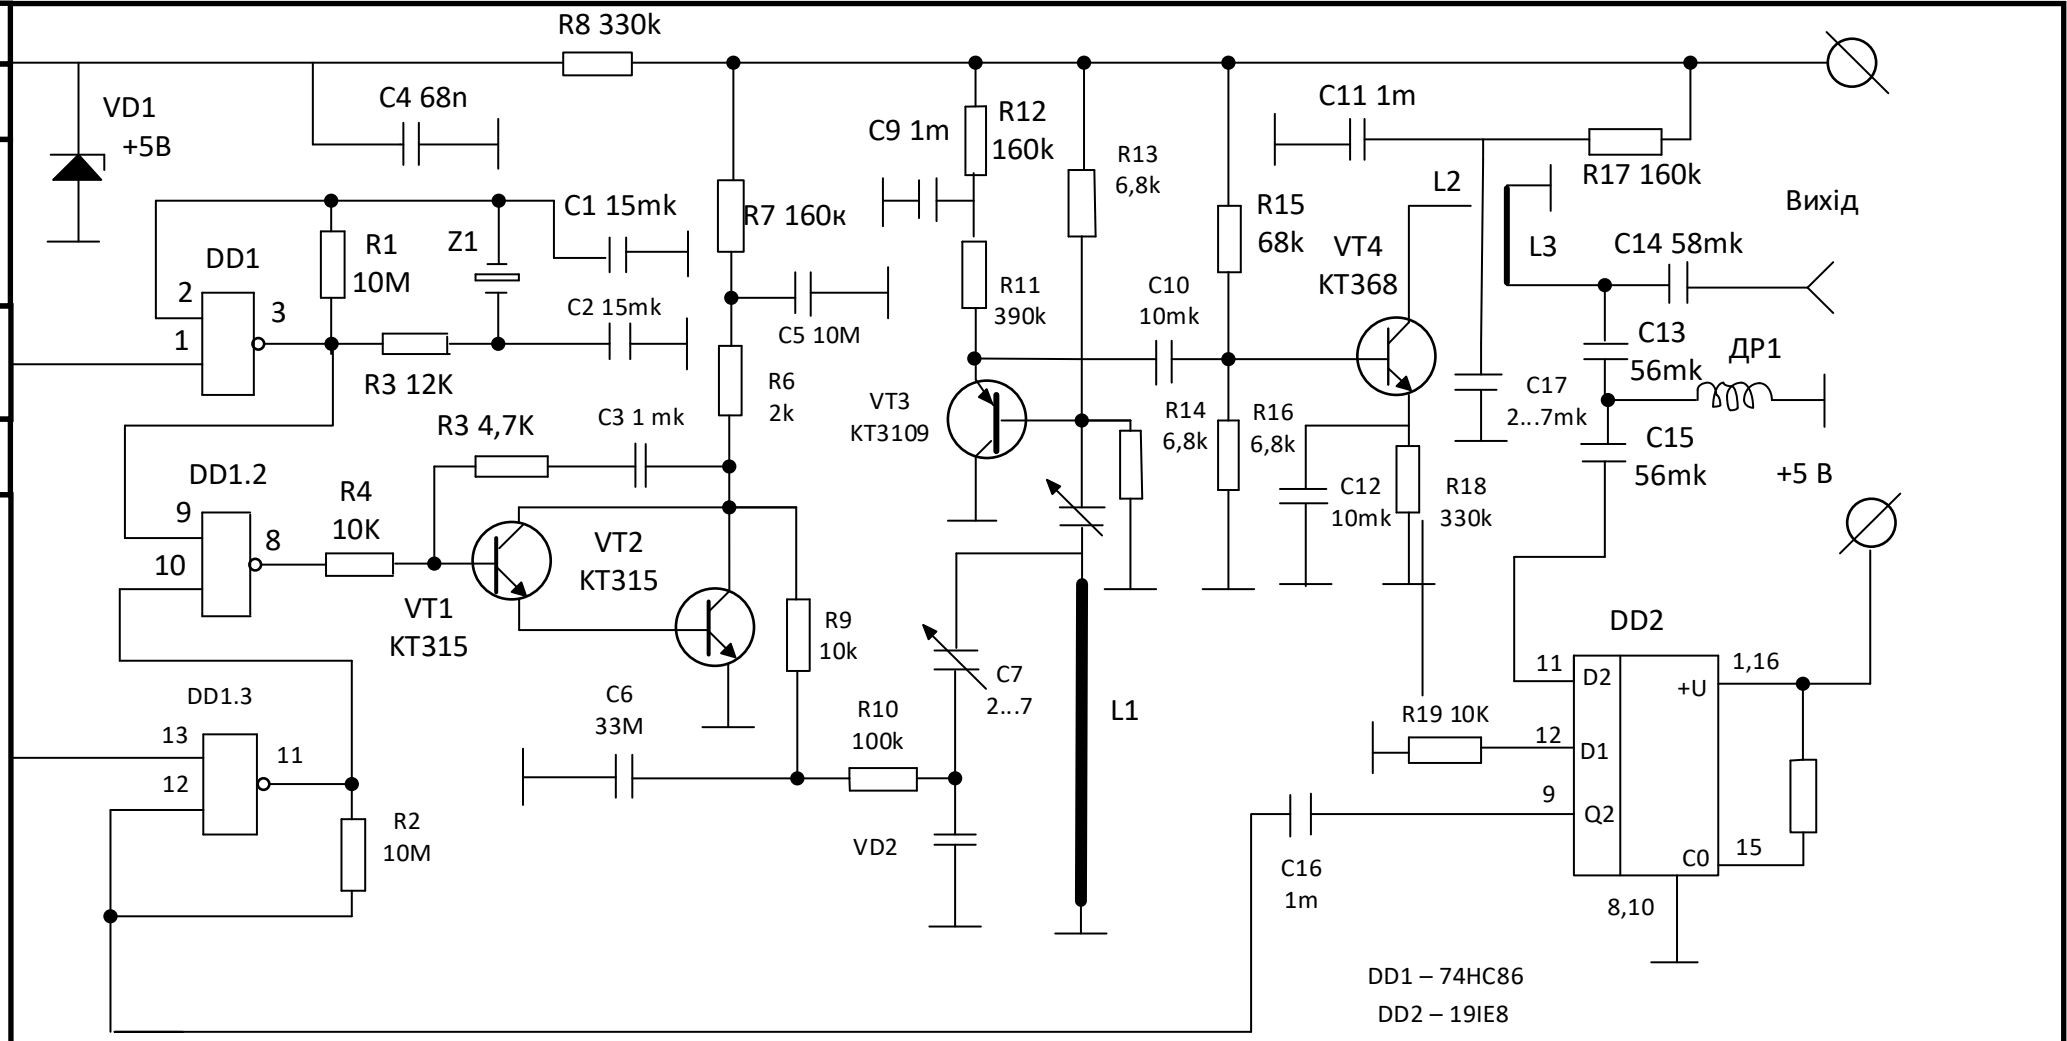 R8 330k
VD1
+5В
C4 68n
C9 1m
R12
160k
R13
6,8k
C11 1m
R17 160k
L2
Вихід
R7 160к
C1 15mk
R1
10M
Z1
DD1
2
3
1
C2 15mk
C5 10M
R11
390k
C10
10mk
R15
68k
VT4
КТ368
L3
C14 58mk
C13
56mk
ДР1
R3 12K
R6
2k
VT3
КТ3109
R14
6,8k
R16
6,8k
C17
2...7mk
C15
56mk
+5 В
R3 4,7K
C3 1 mk
DD1.2
9
10
8
R4
10K
VT2
КТ315
VT1
КТ315
C12
10mk
R18
330k
R9
10k
C7
2...7
L1
DD2
11
D2
1,16
+U
DD1.3
13
12
11
C6
33M
R10
100k
R19 10K
12
D1
9
Q2
R2
10M
VD2
C16
1m
C0
15
8,10
DD1 – 74HC86
DD2 – 19IE8